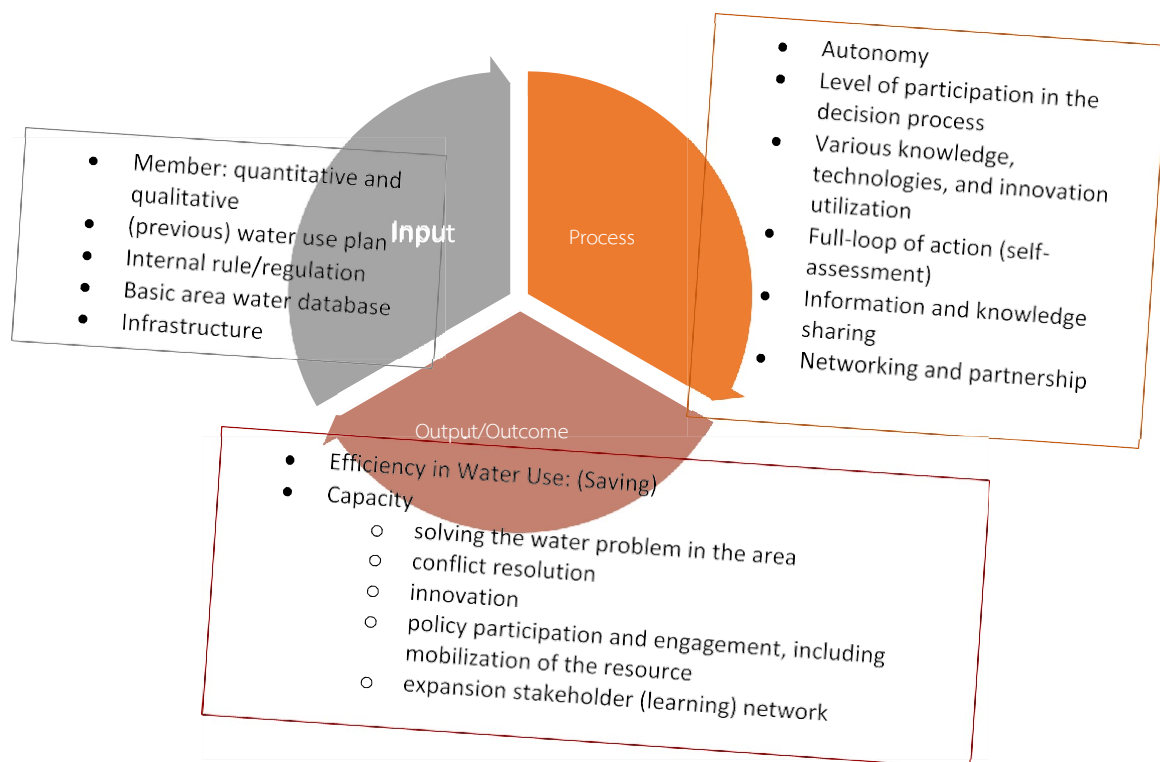 Input
• Member: quantitative and
qualitative
• (previous) water use plan
• Internal rule/regulation
• Basic area water database
• Infrastructure
Process
• Autonomy
• Level of participation in the
decision process
• Various knowledge,
technologies, and innovation
utilization
• Full-loop of action (self-
assessment)
• Information and knowledge
sharing
• Networking and partnership
Output/Outcome
• Efficiency in Water Use: (Saving)
• Capacity
○ solving the water problem in the area
○ conflict resolution
○ innovation
○ policy participation and engagement, including
mobilization of the resource
○ expansion stakeholder (learning) network